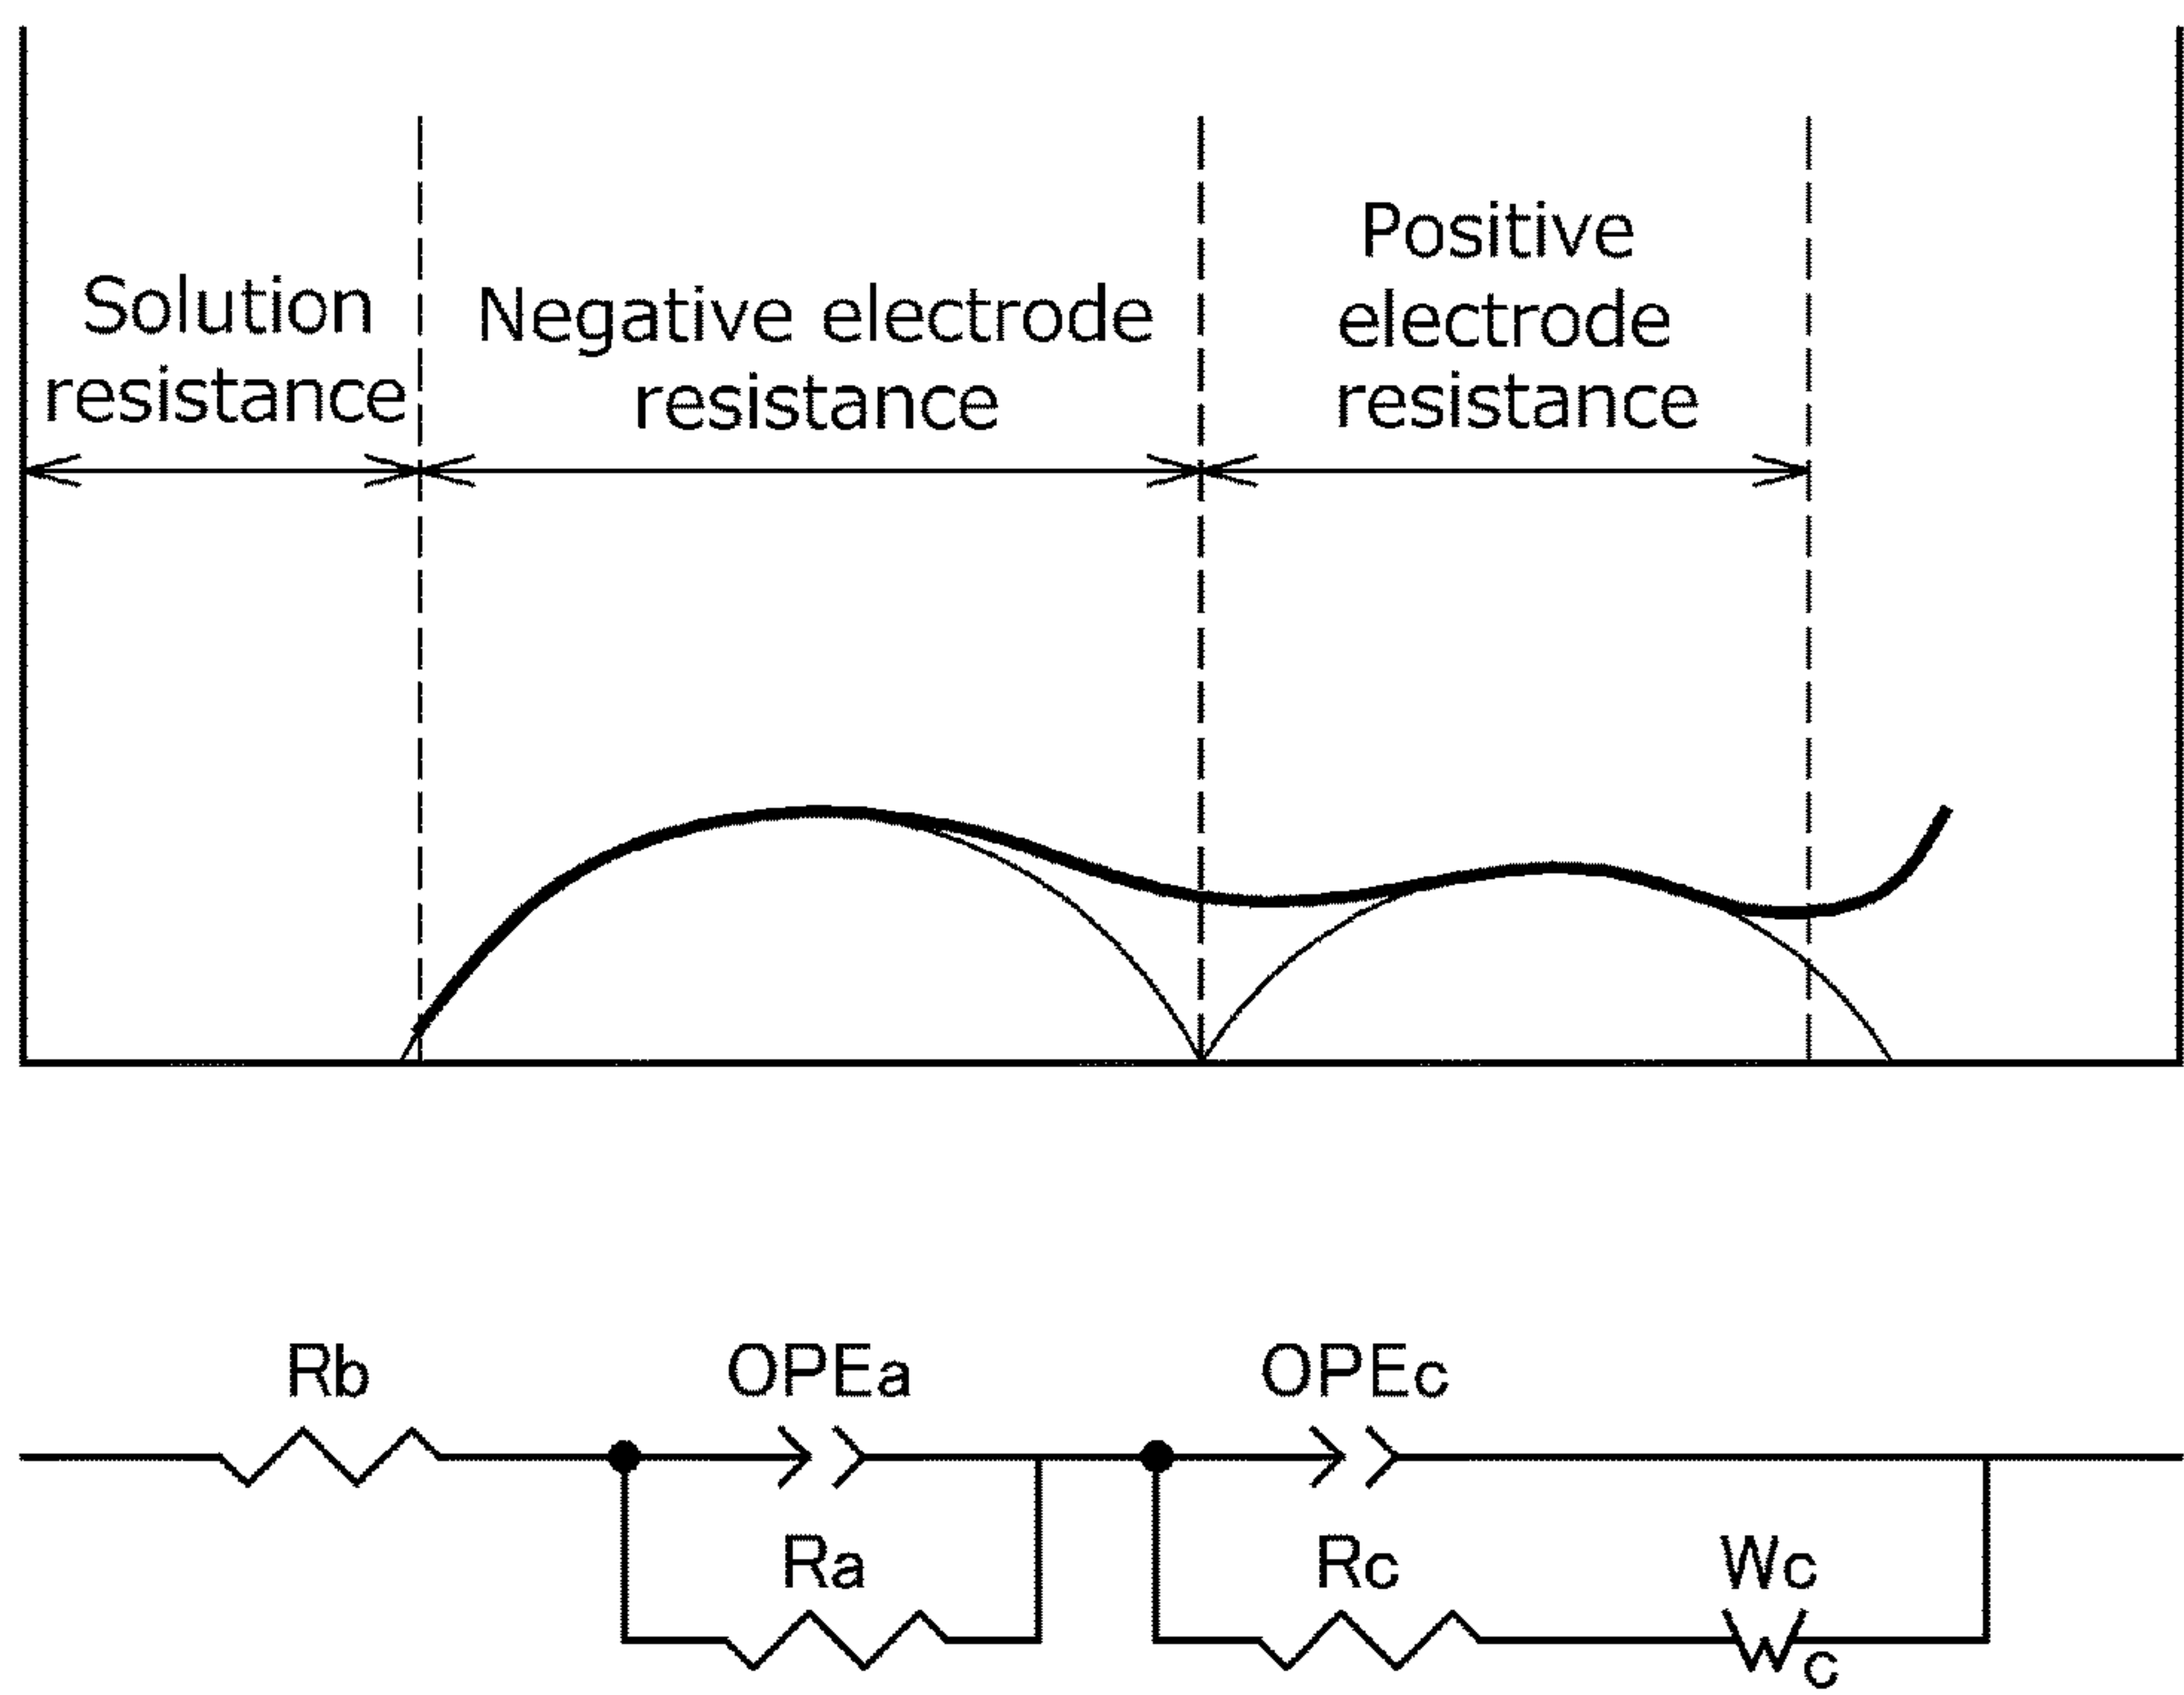 Solution
resistance
Negative electrode
resistance
Positive
electrode
resistance
Rb
OPEa
OPEc
Ra
Rc
Wc
Wc